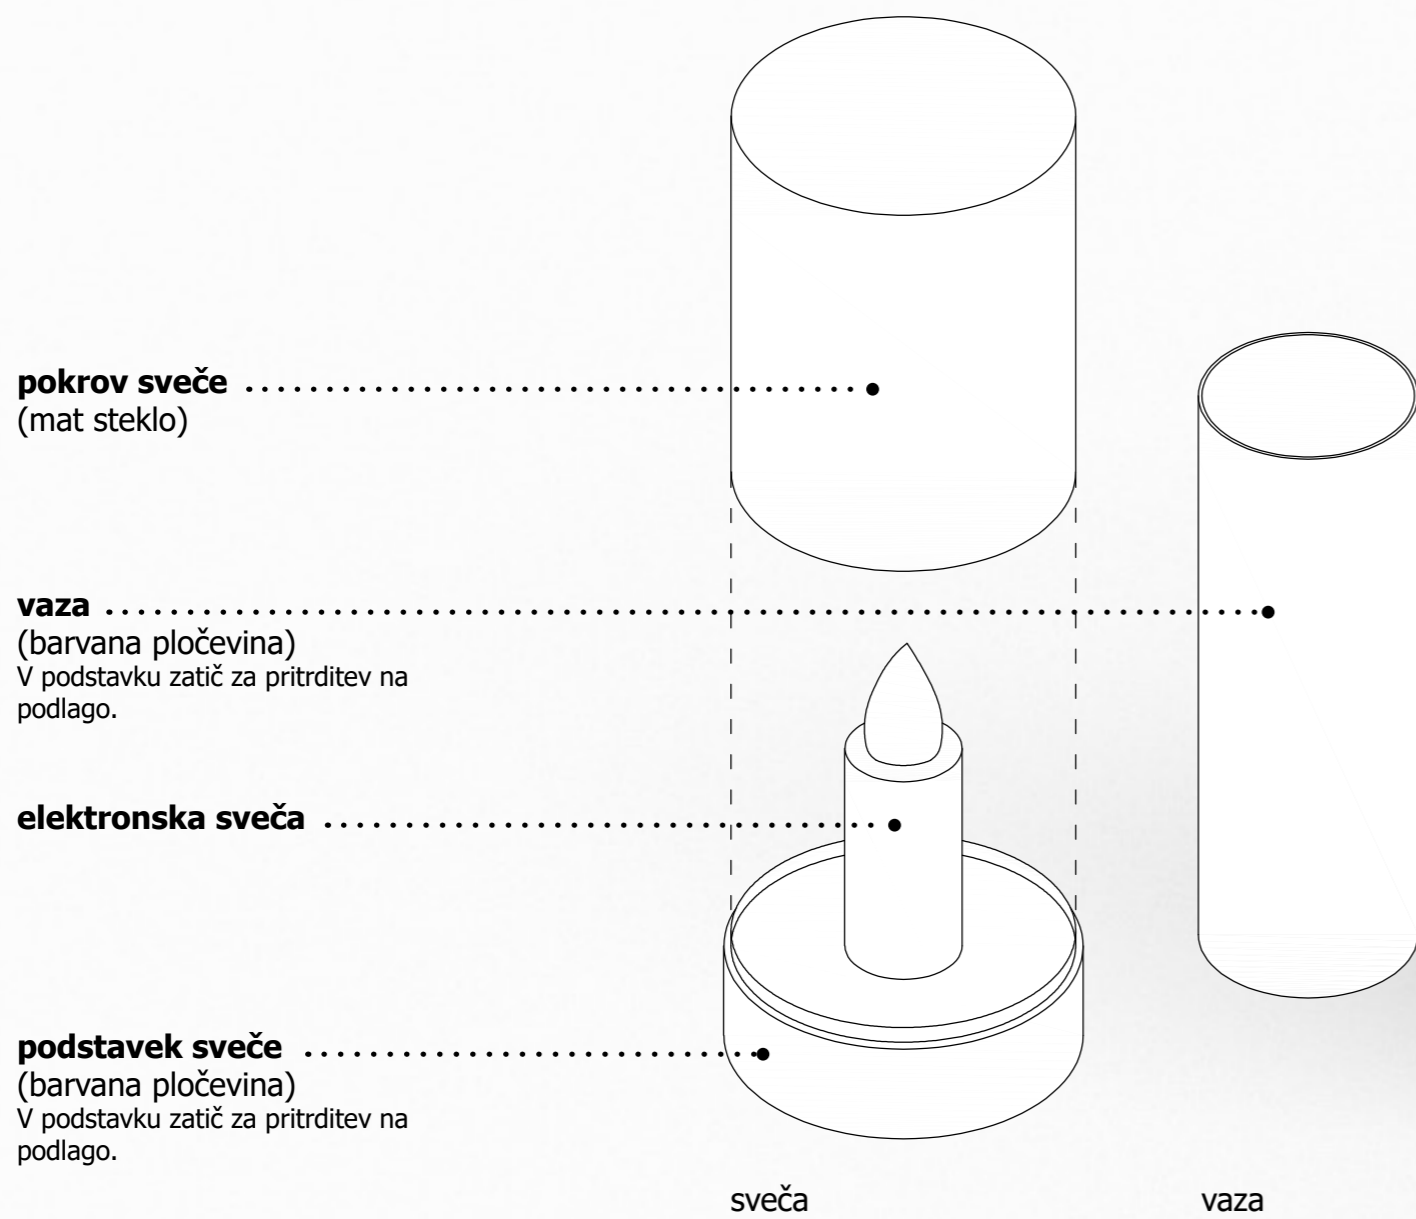 pokrov sveče
(mat steklo)
vaza
(barvana pločevina)
V podstavku zatič za pritrditev na
podlago.
elektronska sveča
podstavek sveče
(barvana pločevina)
V podstavku zatič za pritrditev na
podlago.
sveča
vaza